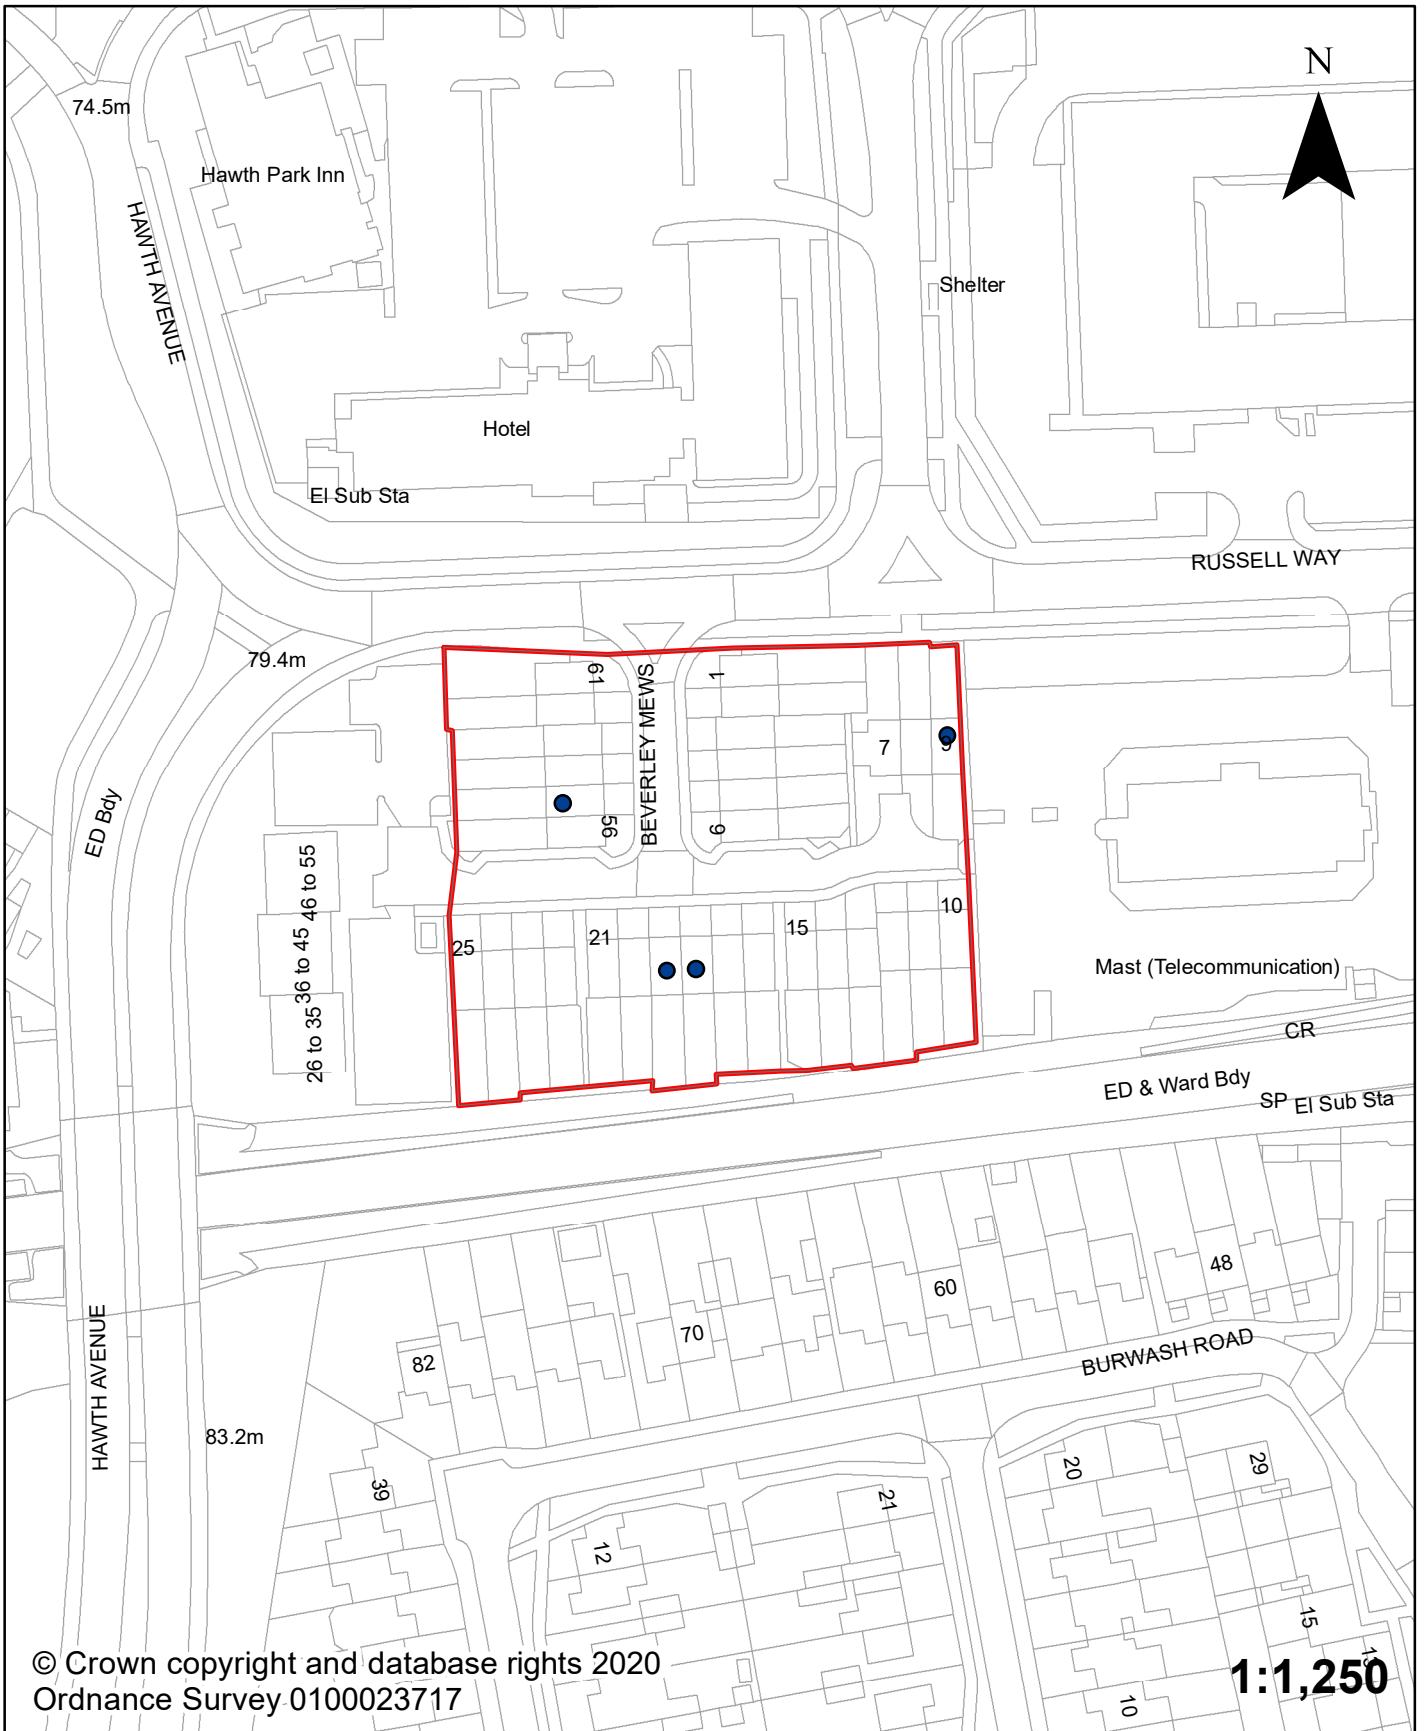 N
74.5m
Hawth Park Inn
HAWTH AVENUE
Shelter
Hotel
El Sub Sta
RUSSELL WAY
79.4m
61
1
BEVERLEY MEWS
7
9
ED Bdy
56
6
46 to 55
36 to 45
26 to 35
25
21
15
10
Mast (Telecommunication)
CR
ED & Ward Bdy
SP
El Sub Sta
48
60
70
82
BURWASH ROAD
HAWTH AVENUE
83.2m
39
12
21
20
29
15
13
10
© Crown copyright and database rights 2020
Ordnance Survey 0100023717
1:1,250